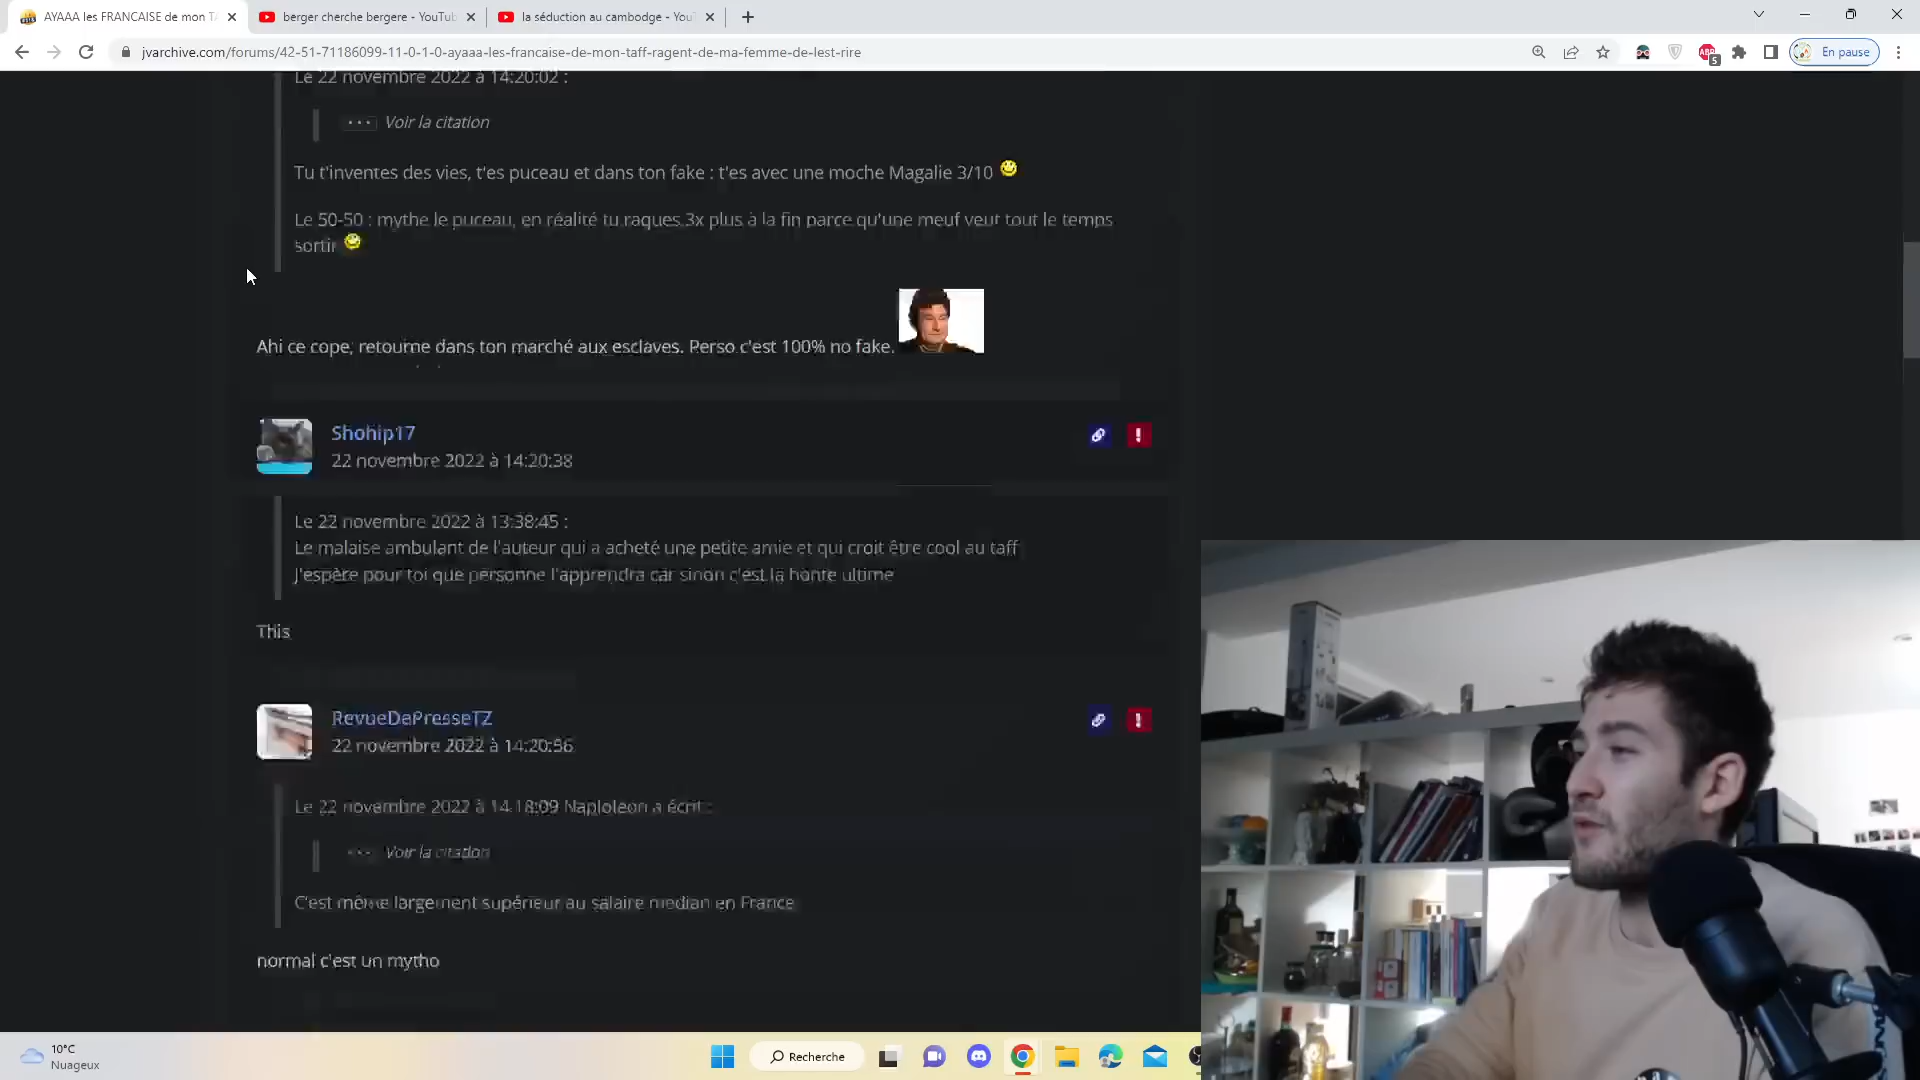 AYAAA les FRANCAISE de mon TA
berger cherche bergere - YouTub
la séduction au cambodge - You
jvarchive.com/forums/42-51-71186099-11-0-1-0-ayaaa-les-francaise-de-mon-taff-ragent-de-ma-femme-de-lest-rire
ABP
5
En pause
Le 22 novembre 2022 à 14:20:02 :
Voir la citation
Tu t'inventes des vies, t'es puceau et dans ton fake : t'es avec une moche Magalie 3/10
Le 50-50 : mythe le puceau, en réalité tu raques 3x plus à la fin parce qu'une meuf veut tout le temps
sortir
Ahi ce cope, retourne dans ton marché aux esclaves. Perso c'est 100% no fake.
Shohip17
22 novembre 2022 à 14:20:38
Le 22 novembre 2022 à 13:38:45 :
Le malaise ambulant de l'auteur qui a acheté une petite amie et qui croit être cool au taff
J'espère pour toi que personne l'apprendra car sinon c'est la honte ultime
This
RevueDePresseTZ
22 novembre 2022 à 14:20:56
Le 22 novembre 2022 à 14:18:09 Naploleon a écrit :
Voir la citation
C'est même largement supérieur au salaire median en France
normal c'est un mytho
10°C
Nuageux
Recherche